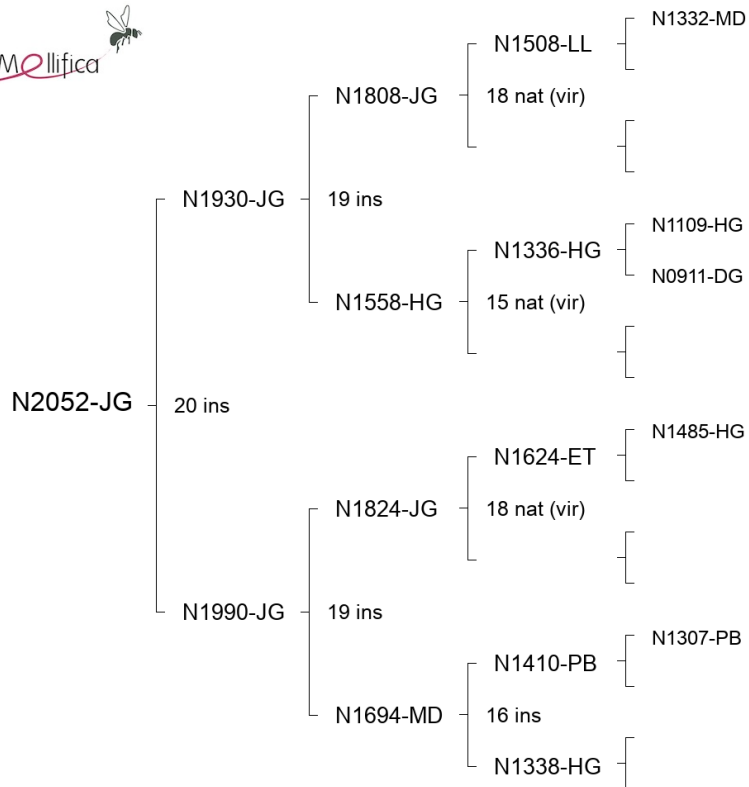 N1332-MD
Mellifica
N1508-LL
N1808-JG
18 nat (vir)
N1930-JG
19 ins
N1109-HG
N1336-HG
N0911-DG
N1558-HG
15 nat (vir)
N2052-JG
20 ins
N1485-HG
N1624-ET
N1824-JG
18 nat (vir)
N1990-JG
19 ins
N1307-PB
N1410-PB
N1694-MD
16 ins
N1338-HG